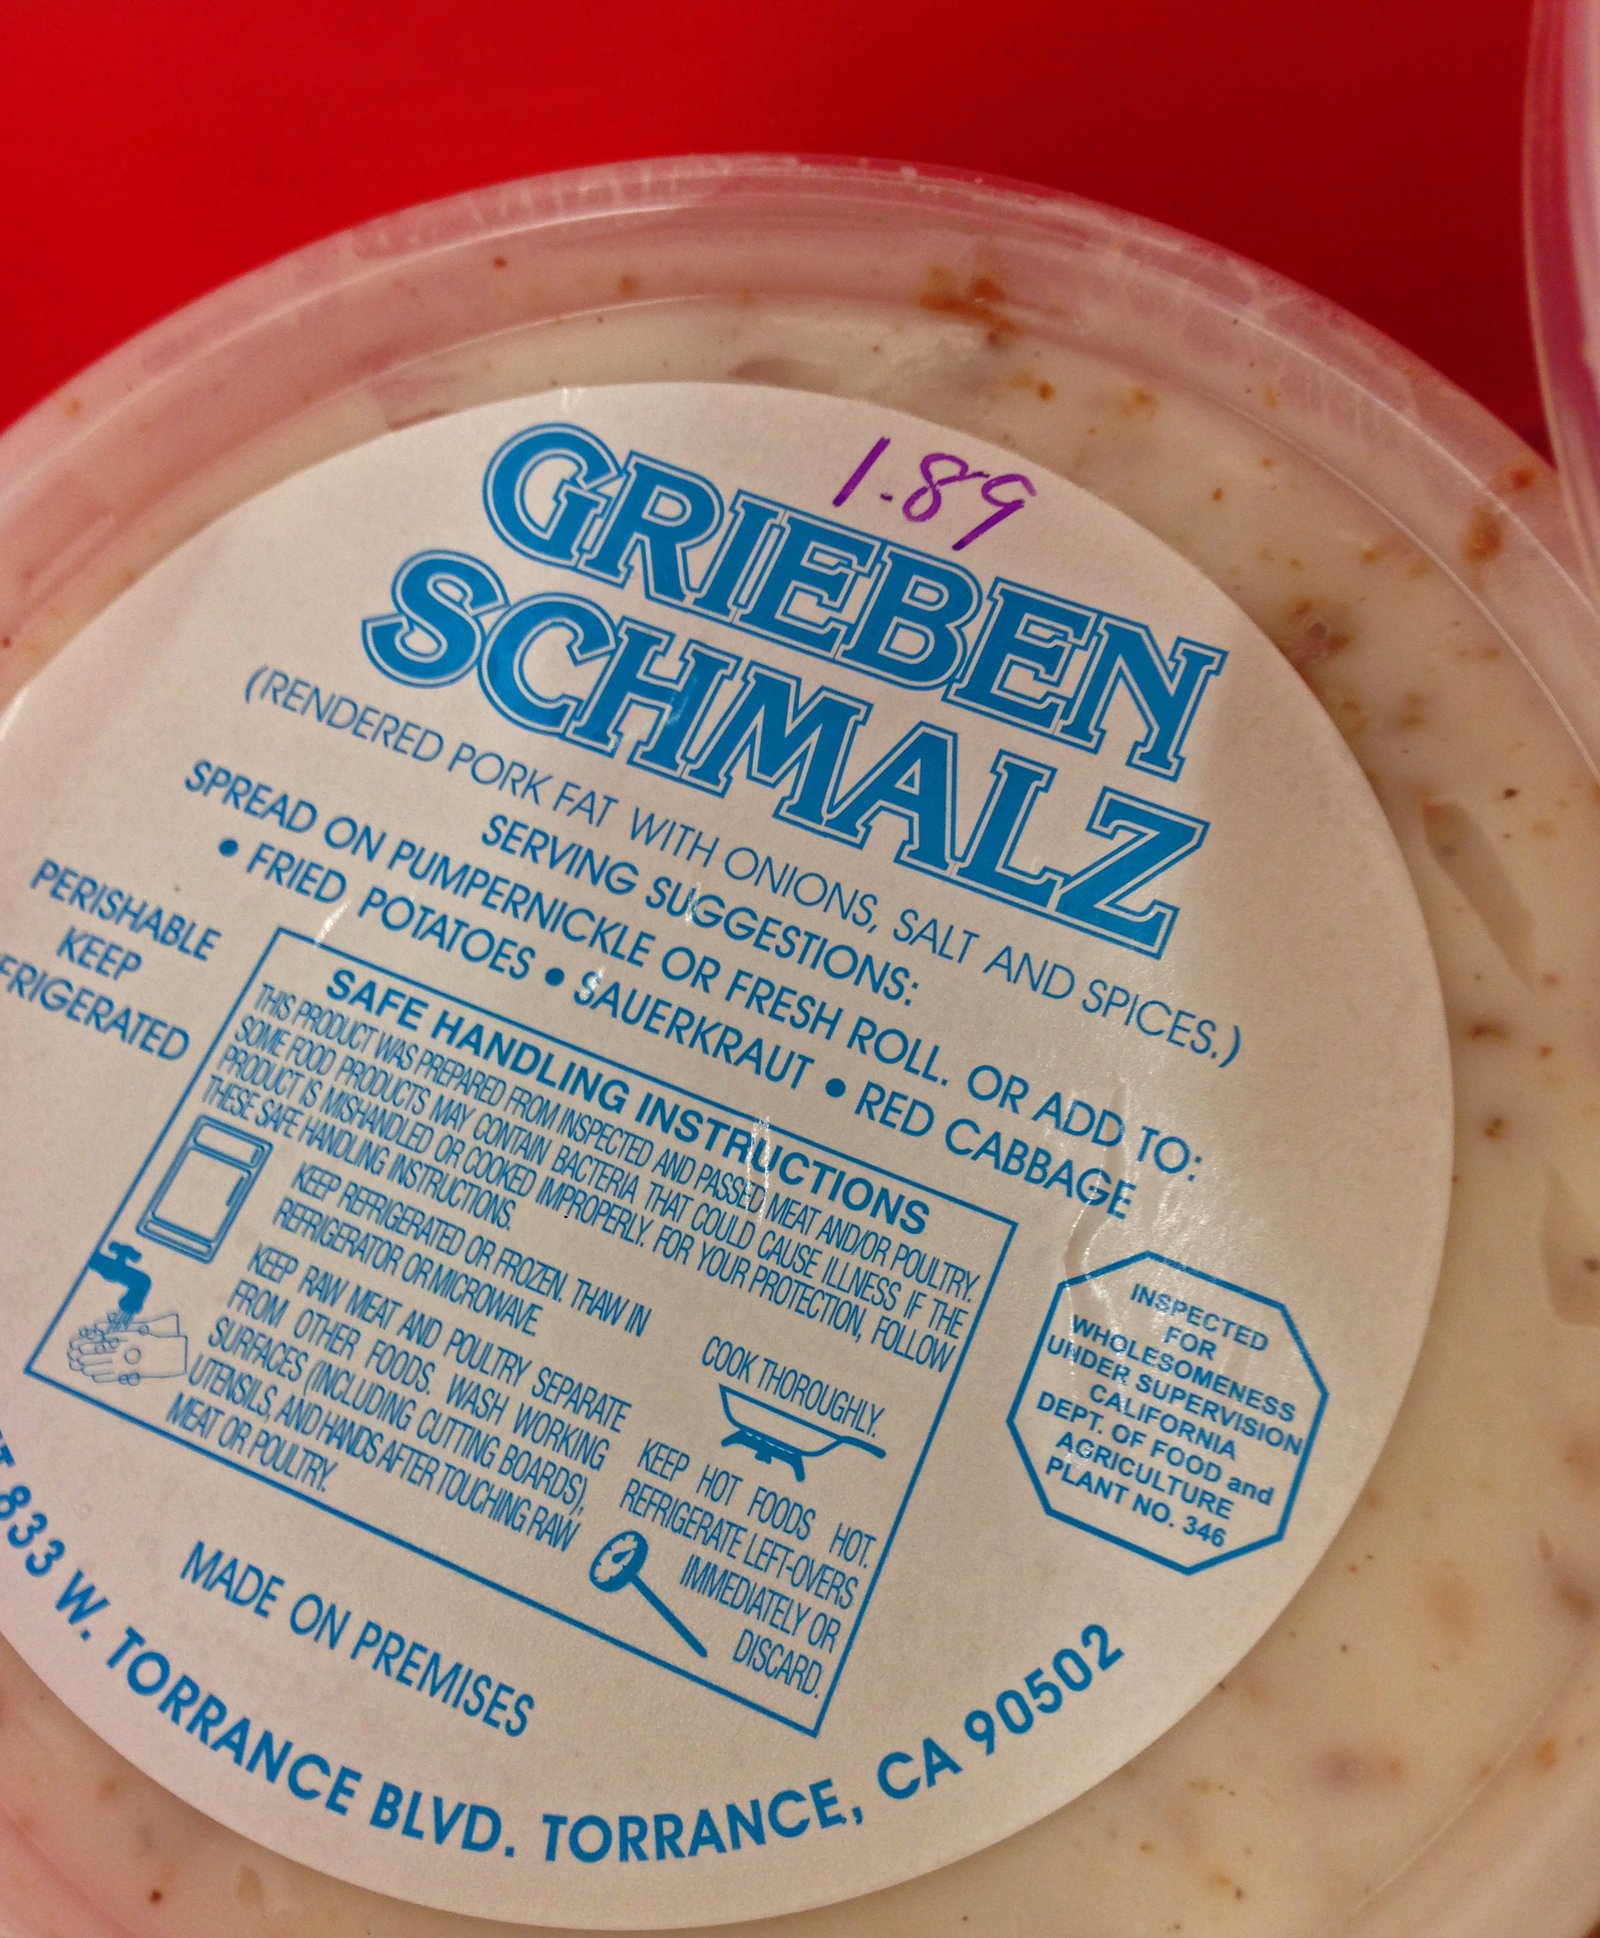 1.89
GRIEBEN
SCHMALZ
(RENDERED PORK FAT WITH ONIONS, SALT AND SPICES.)
SERVING SUGGESTIONS:
SPREAD ON PUMPERNICKLE OR FRESH ROLL. OR ADD TO:
• FRIED POTATOES • SAUERKRAUT • RED CABBAGE
PERISHABLE
KEEP
FRIGERATED
SAFE HANDLING INSTRUCTIONS
THIS PRODUCT WAS PREPARED FROM INSPECTED AND PASSED MEAT AND/OR POULTRY.
SOME FOOD PRODUCTS MAY CONTAIN BACTERIA THAT COULD CAUSE ILLNESS IF THE
PRODUCT IS MISHANDLED OR COOKED IMPROPERLY. FOR YOUR PROTECTION, FOLLOW
THESE SAFE HANDLING INSTRUCTIONS.
KEEP REFRIGERATED OR FROZEN. THAW IN
REFRIGERATOR OR MICROWAVE.
KEEP RAW MEAT AND POULTRY SEPARATE
FROM OTHER FOODS. WASH WORKING
SURFACES (INCLUDING CUTTING BOARDS),
UTENSILS, AND HANDS AFTER TOUCHING RAW
MEAT OR POULTRY.
COOK THOROUGHLY.
KEEP HOT FOODS HOT.
REFRIGERATE LEFT-OVERS
IMMEDIATELY OR
DISCARD.
INSPECTED
FOR
WHOLESOMENESS
UNDER SUPERVISION
CALIFORNIA
DEPT. OF FOOD and
AGRICULTURE
PLANT NO. 346
MADE ON PREMISES
833 W. TORRANCE BLVD. TORRANCE, CA 90502